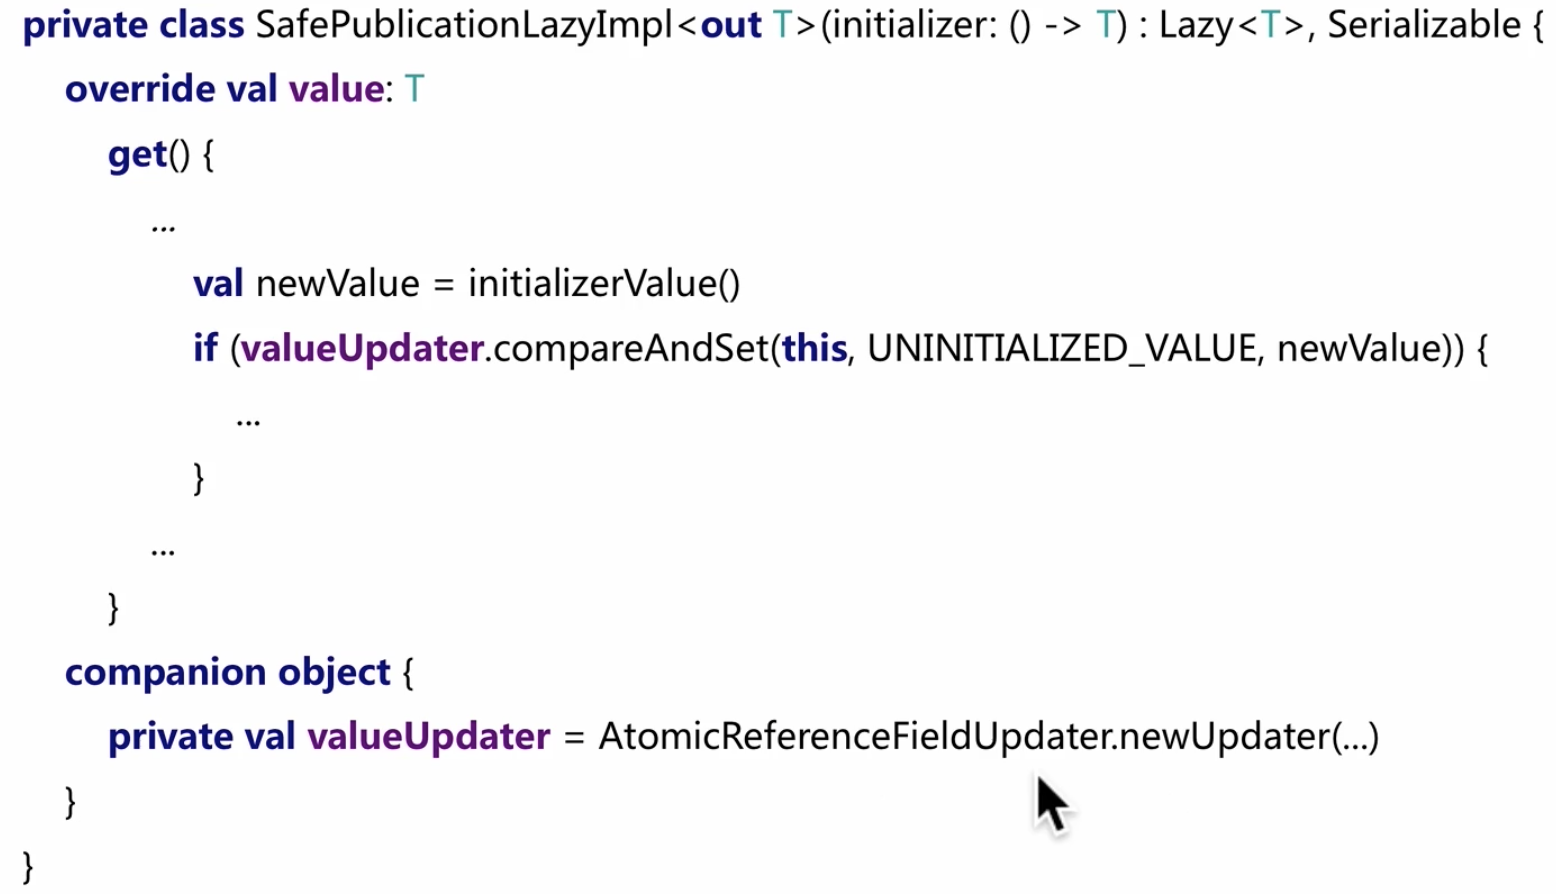 private class SafePublicationLazyImpl<out T>(initializer: () -> T) : Lazy<T>, Serializable {
override val value: T
get() {
...
val newValue = initializerValue()
if (valueUpdater.compareAndSet(this, UNINITIALIZED_VALUE, newValue)) {
...
}
...
}
companion object {
private val valueUpdater = AtomicReferenceFieldUpdater.newUpdater(...)
}
}